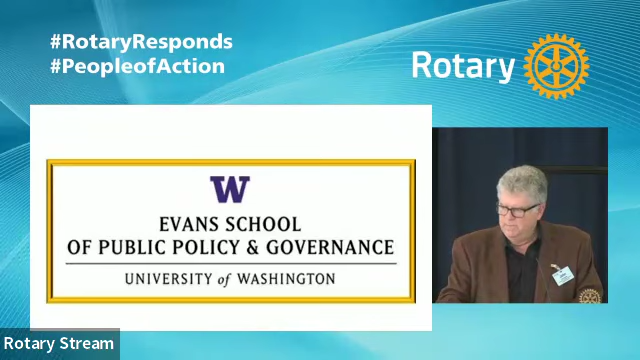 #RotaryResponds
#PeopleofAction
Rotary
W
EVANS SCHOOL
OF PUBLIC POLICY & GOVERNANCE
UNIVERSITY of WASHINGTON
Rotary Stream